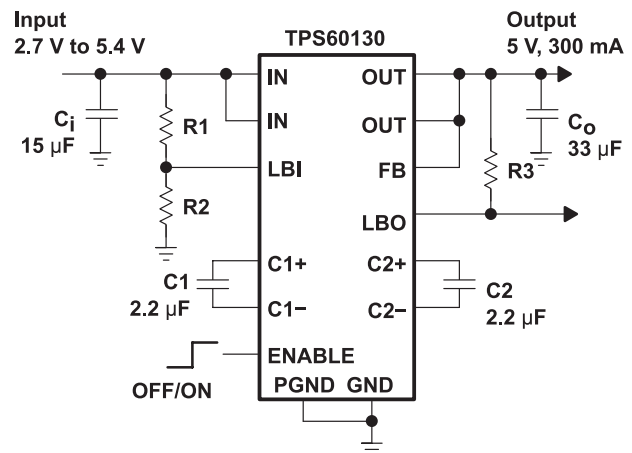 Input
2.7 V to 5.4 V
TPS60130
Output
5 V, 300 mA
IN
OUT
Ci
15 µF
R1
IN
OUT
Co
33 µF
LBI
FB
R3
R2
LBO
C1+
C2+
C1
2.2 µF
C1−
C2−
C2
2.2 µF
ENABLE
OFF/ON
PGND GND